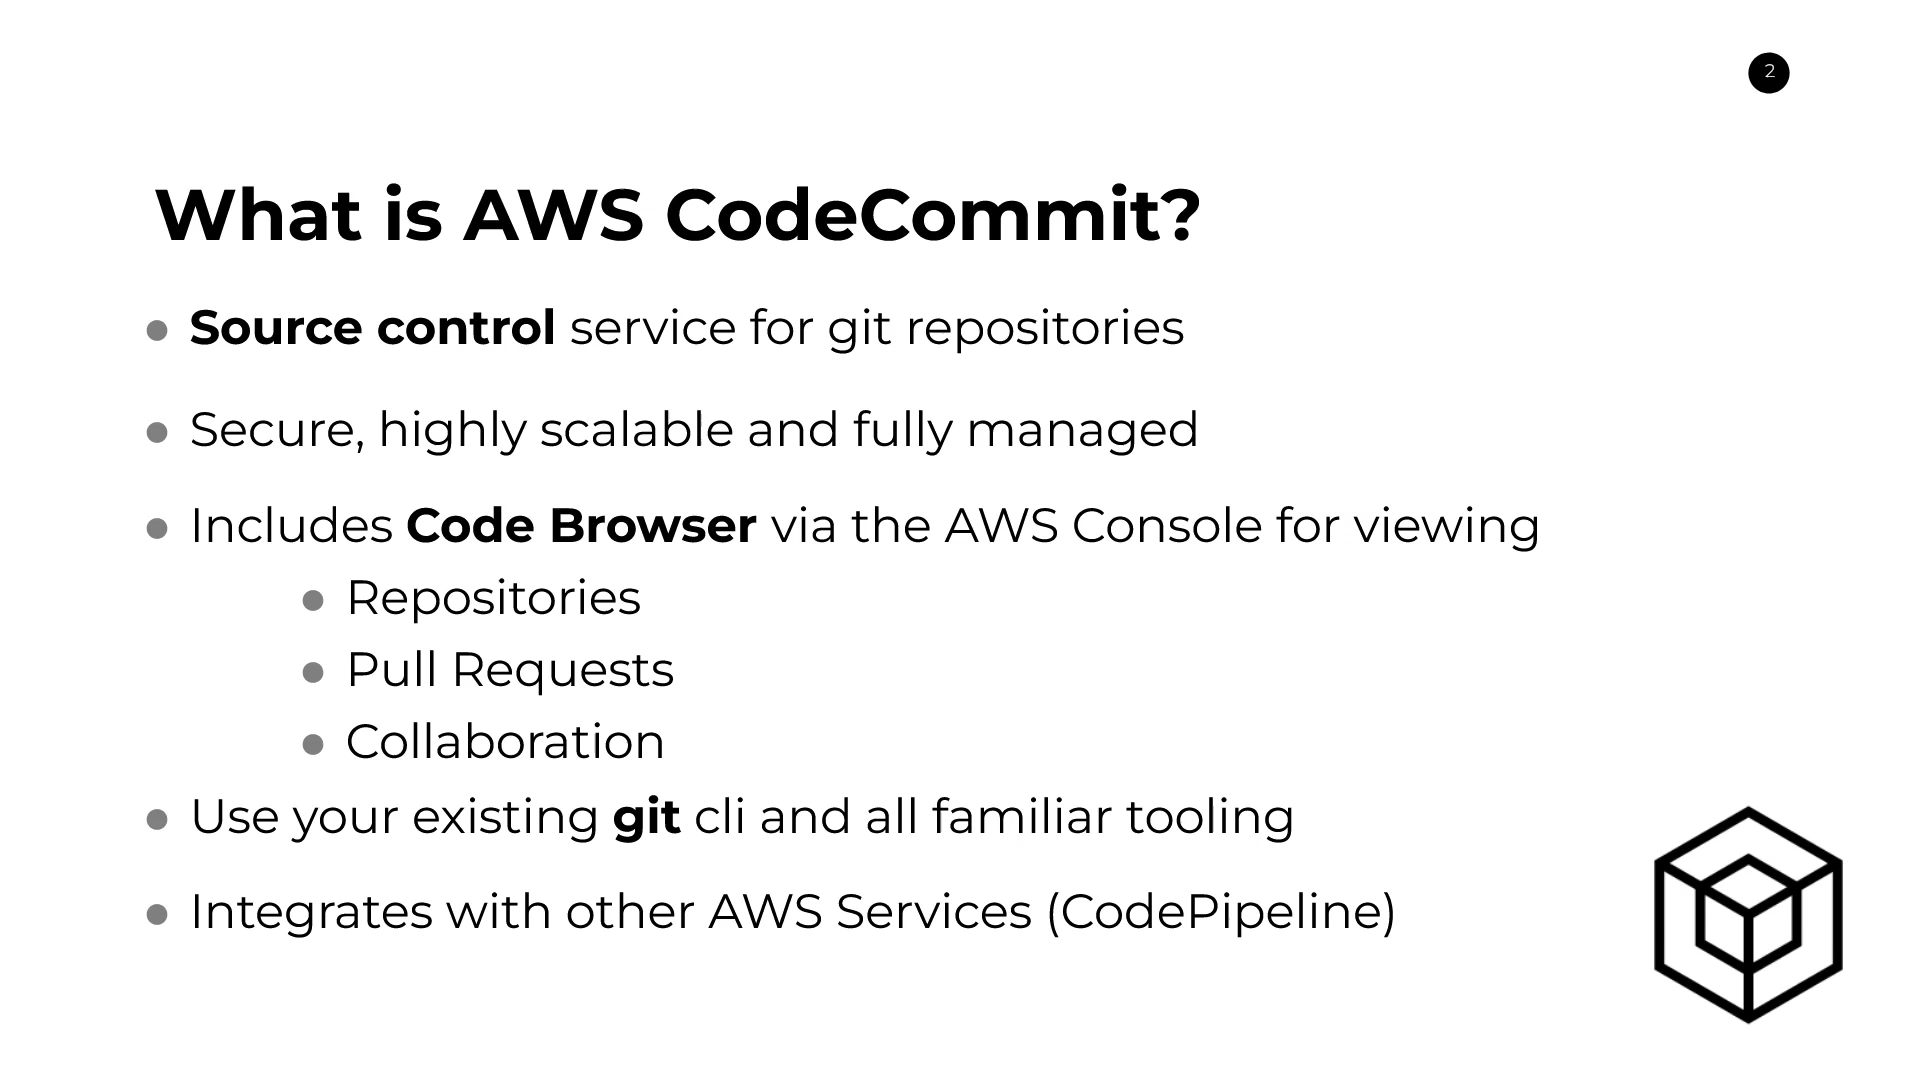 2
What is AWS CodeCommit?
● Source control service for git repositories
● Secure, highly scalable and fully managed
● Includes Code Browser via the AWS Console for viewing
● Repositories
● Pull Requests
● Collaboration
● Use your existing git cli and all familiar tooling
● Integrates with other AWS Services (CodePipeline)